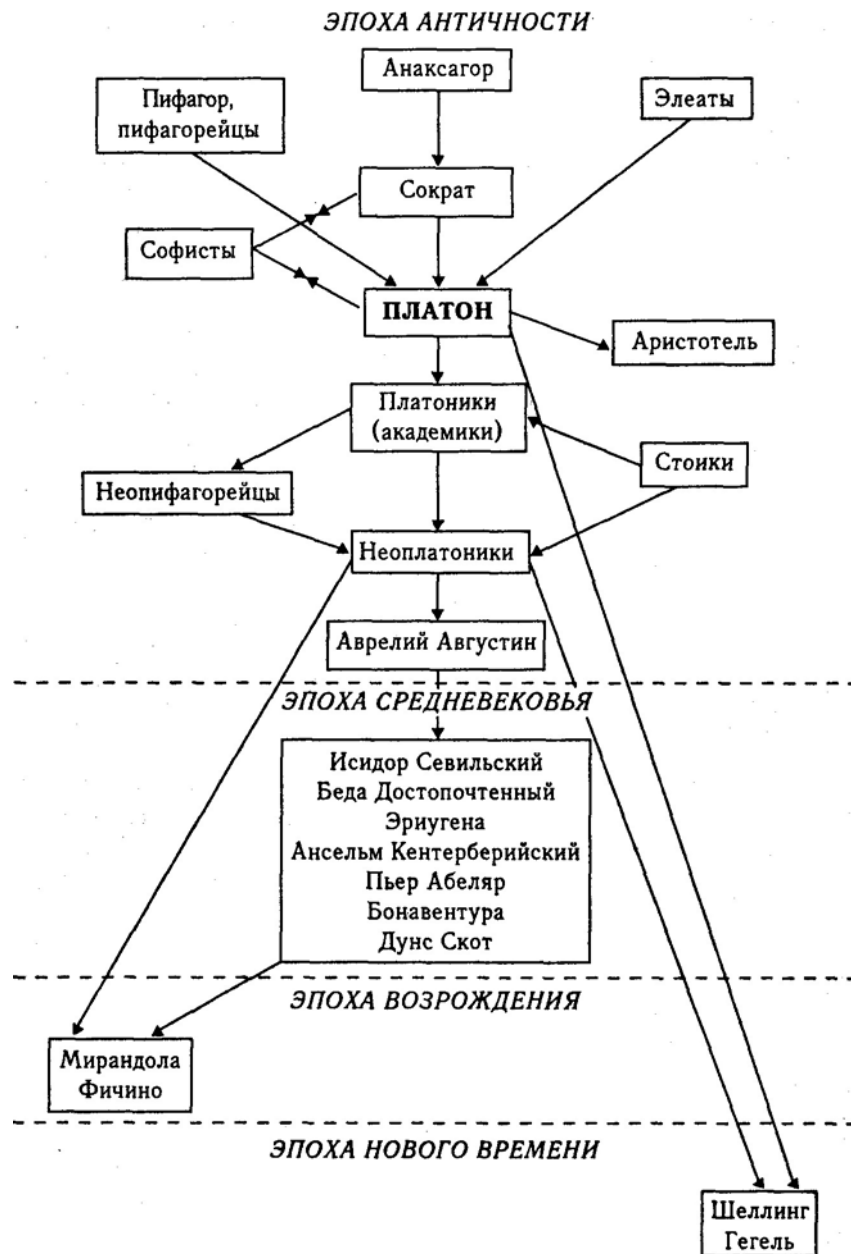 ЭПОХА АНТИЧНОСТИ
Анаксагор
Пифагор,
пифагорейцы
Элеаты
Сократ
Софисты
ПЛАТОН
Аристотель
Платоники
(академики)
Стоики
Неопифагорейцы
Неоплатоники
Аврелий Августин
ЭПОХА СРЕДНЕВЕКОВЬЯ
Исидор Севильский
Беда Достопочтенный
Эриугена
Ансельм Кентерберийский
Пьер Абеляр
Бонавентура
Дунс Скот
ЭПОХА ВОЗРОЖДЕНИЯ
Мирандола
Фичино
ЭПОХА НОВОГО ВРЕМЕНИ
Шеллинг
Гегель